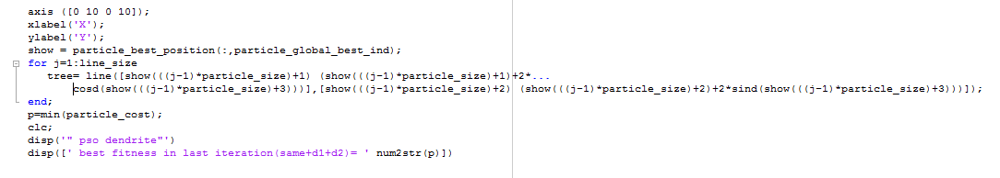 axis ([0 10 0 10]);
xlabel('X');
ylabel('Y');
show = particle_best_position(:,particle_global_best_ind);
for j=1:line_size
tree= line([show(((j-1)*particle_size)+1) (show(((j-1)*particle_size)+1)+2*...
cosd(show(((j-1)*particle_size)+3)))],[show(((j-1)*particle_size)+2) (show(((j-1)*particle_size)+2)+2*sind(show(((j-1)*particle_size)+3)))]);
end;
p=min(particle_cost);
clc;
disp('" pso dendrite"')
disp([' best fitness in last iteration(same+d1+d2)= ' num2str(p)])